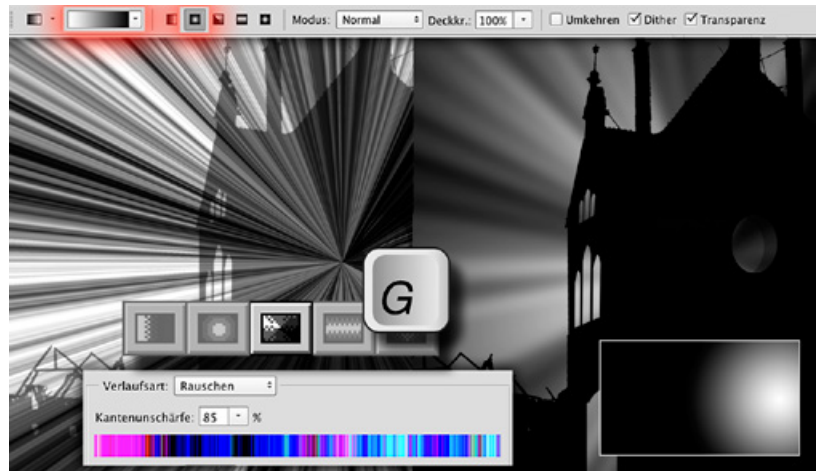 Modus: Normal Deckkr.: 100% Umkehren Dither Transparenz
G
Verlaufsart: Rauschen
Kantenunschärfe: 85 %